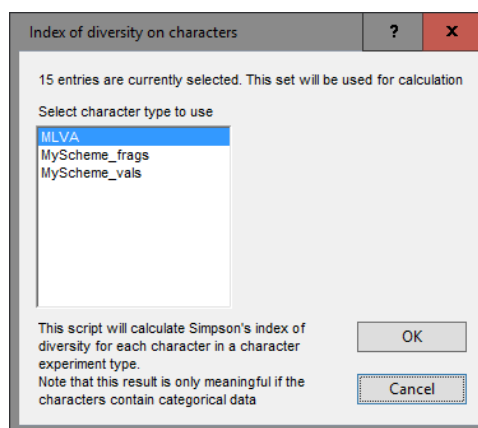 Index of diversity on characters
?
x
15 entries are currently selected. This set will be used for calculation
Select character type to use
MLVA
MyScheme_frags
MyScheme_vals
This script will calculate Simpson's index of
diversity for each character in a character
experiment type.
Note that this result is only meaningful if the
characters contain categorical data
OK
Cancel